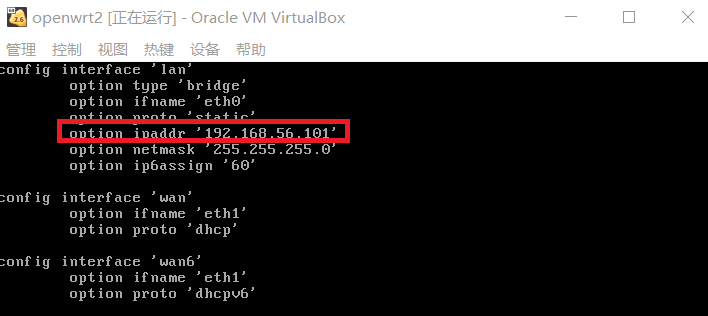 openwrt2 [正在运行] - Oracle VM VirtualBox
管理 控制 视图 热键 设备 帮助
config interface 'lan'
option type 'bridge'
option ifname 'eth0'
option proto 'static'
option ipaddr '192.168.56.101'
option netmask '255.255.255.0'
option ip6assign '60'
config interface 'wan'
option ifname 'eth1'
option proto 'dhcp'
config interface 'wan6'
option ifname 'eth1'
option proto 'dhcpv6'